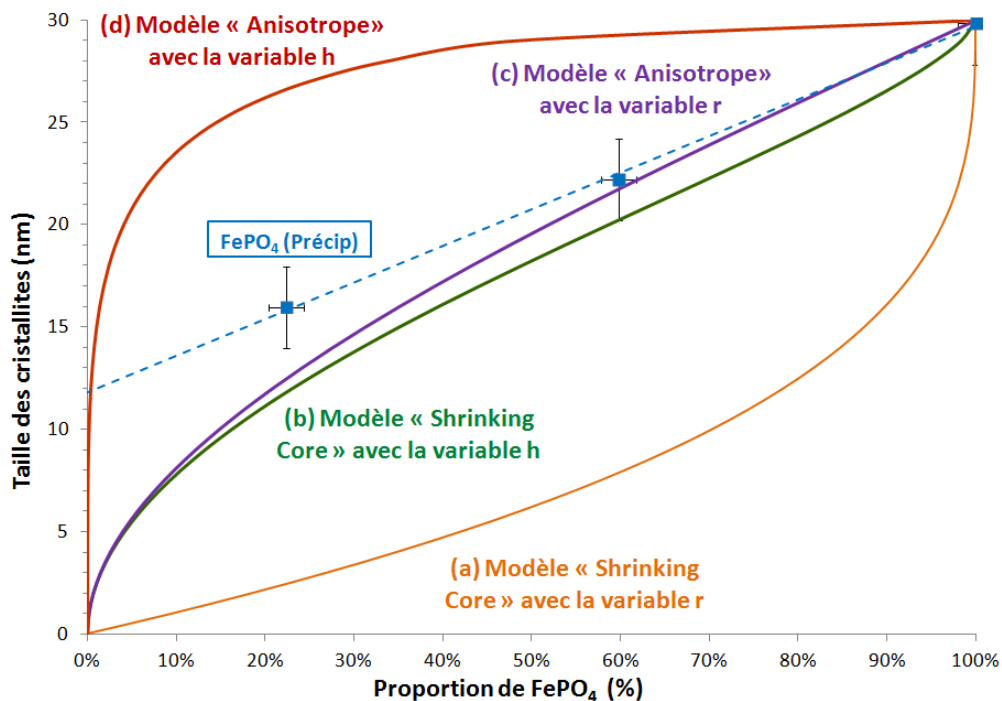 30
25
20
15
10
5
0
Taille des cristallites (nm)
(d) Modèle « Anisotrope»
avec la variable h
(c) Modèle « Anisotrope»
avec la variable r
FePO₄ (Précip)
(b) Modèle « Shrinking
Core » avec la variable h
(a) Modèle « Shrinking
Core » avec la variable r
0% 10% 20% 30% 40% 50% 60% 70% 80% 90% 100%
Proportion de FePO₄ (%)